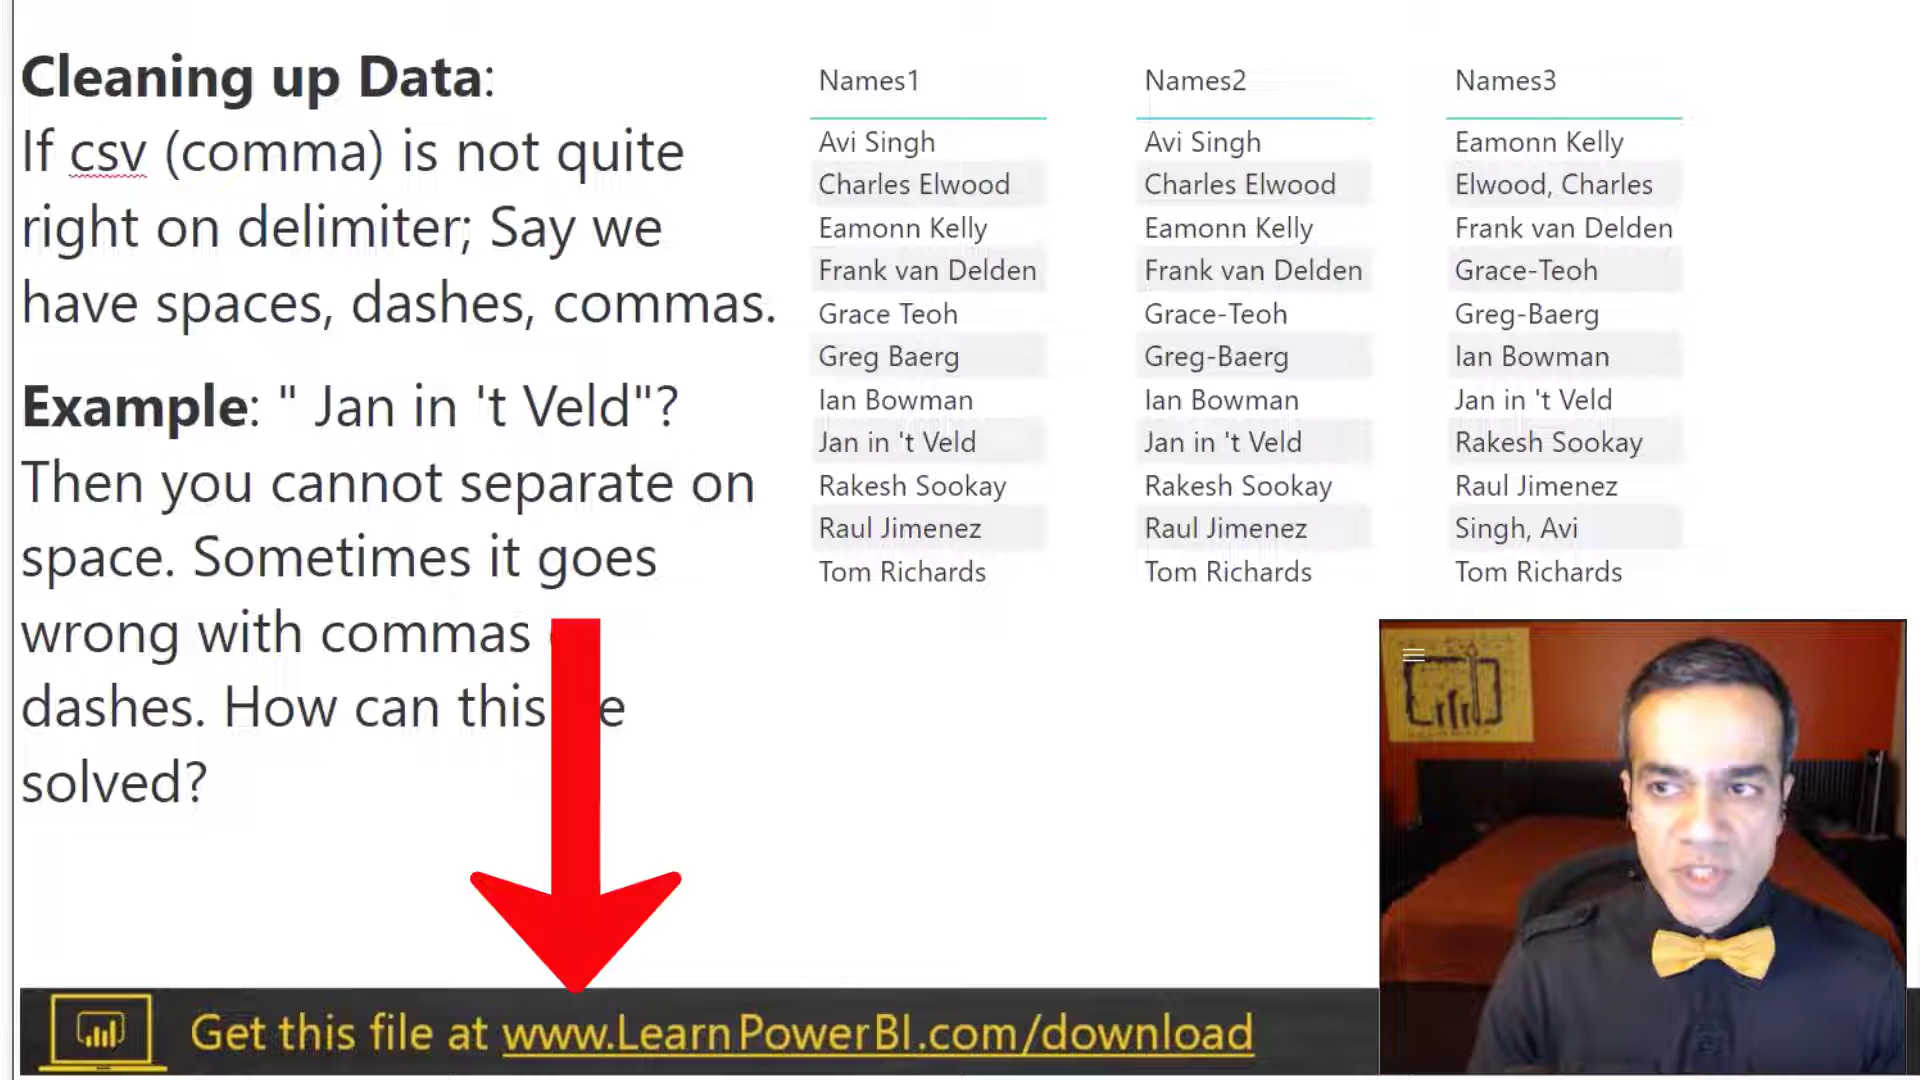 Cleaning up Data:
If csv (comma) is not quite
right on delimiter; Say we
have spaces, dashes, commas.
Example: " Jan in 't Veld"?
Then you cannot separate on
space. Sometimes it goes
wrong with commas
dashes. How can this e
solved?
Names1
Avi Singh
Charles Elwood
Eamonn Kelly
Frank van Delden
Grace Teoh
Greg Baerg
Ian Bowman
Jan in 't Veld
Rakesh Sookay
Raul Jimenez
Tom Richards
Names2
Avi Singh
Charles Elwood
Eamonn Kelly
Frank van Delden
Grace-Teoh
Greg-Baerg
Ian Bowman
Jan in 't Veld
Rakesh Sookay
Raul Jimenez
Tom Richards
Names3
Eamonn Kelly
Elwood, Charles
Frank van Delden
Grace-Teoh
Greg-Baerg
Ian Bowman
Jan in 't Veld
Rakesh Sookay
Raul Jimenez
Singh, Avi
Tom Richards
Get this file at www.LearnPowerBI.com/download